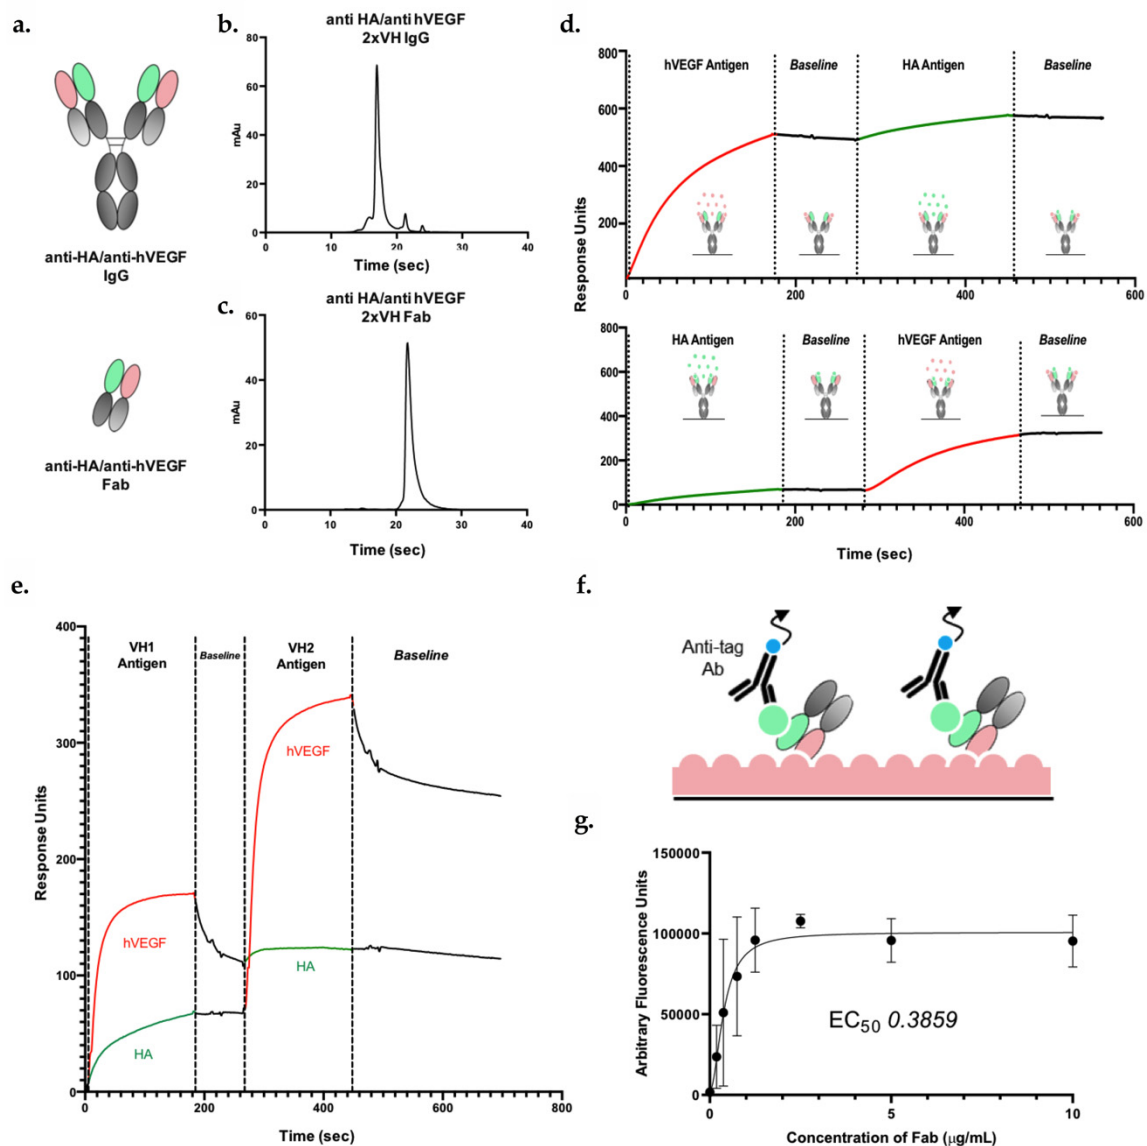 a.
anti-HA/anti-hVEGF
IgG
anti-HA/anti-hVEGF
Fab
b.
anti HA/anti hVEGF
2xVH IgG
80
60
40
20
0
mAu
0
10
20
30
40
Time (sec)
c.
anti HA/anti hVEGF
2xVH Fab
60
40
20
0
mAu
0
10
20
30
40
Time (sec)
d.
800
600
400
200
0
hVEGF Antigen
Baseline
HA Antigen
Baseline
0
200
400
600
Response Units
800
600
400
200
0
HA Antigen
Baseline
hVEGF Antigen
Baseline
0
200
400
600
Time (sec)
e.
400
300
200
100
0
Response Units
VH1
Antigen
Baseline
VH2
Antigen
Baseline
hVEGF
HA
hVEGF
HA
0
200
400
600
800
Time (sec)
f.
Anti-tag
Ab
g.
150000
100000
50000
0
Arbitrary Fluorescence Units
EC50 0.3859
0
5
10
Concentration of Fab (µg/mL)